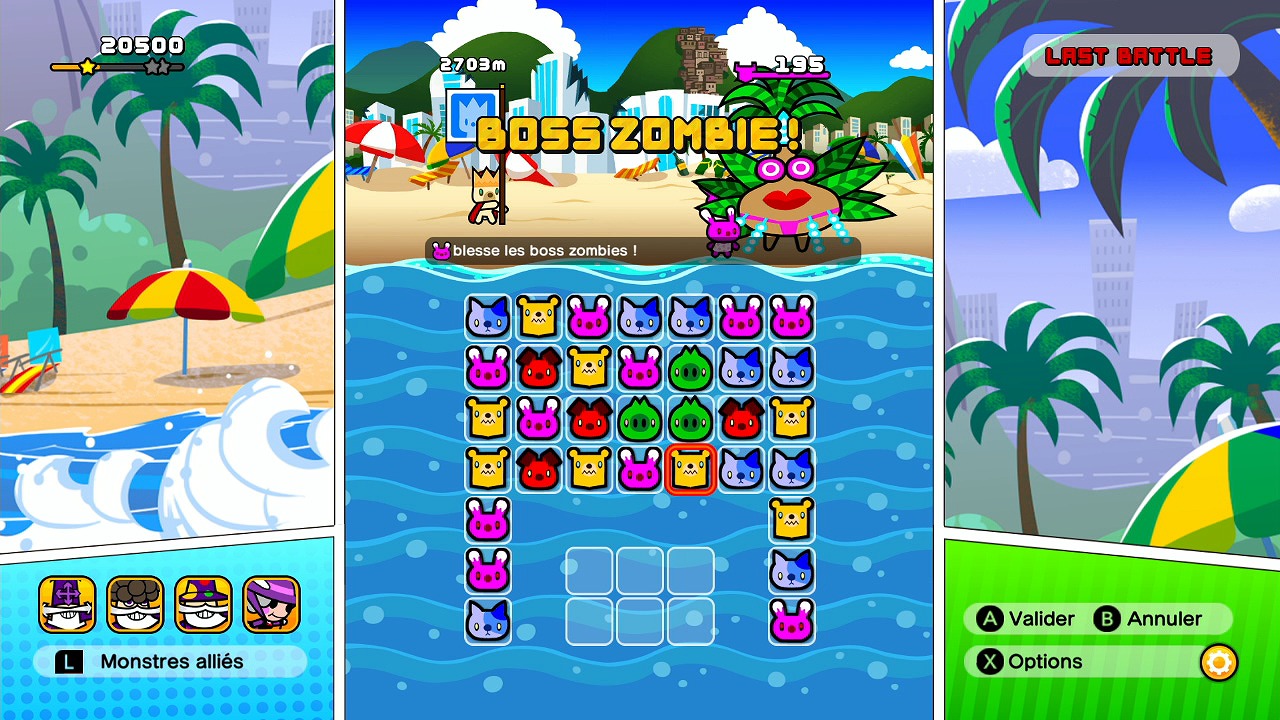 20500
2703m
195
LAST BATTLE
BOSS ZOMBIE !
blesse les boss zombies !
L Monstres alliés
A Valider B Annuler
X Options